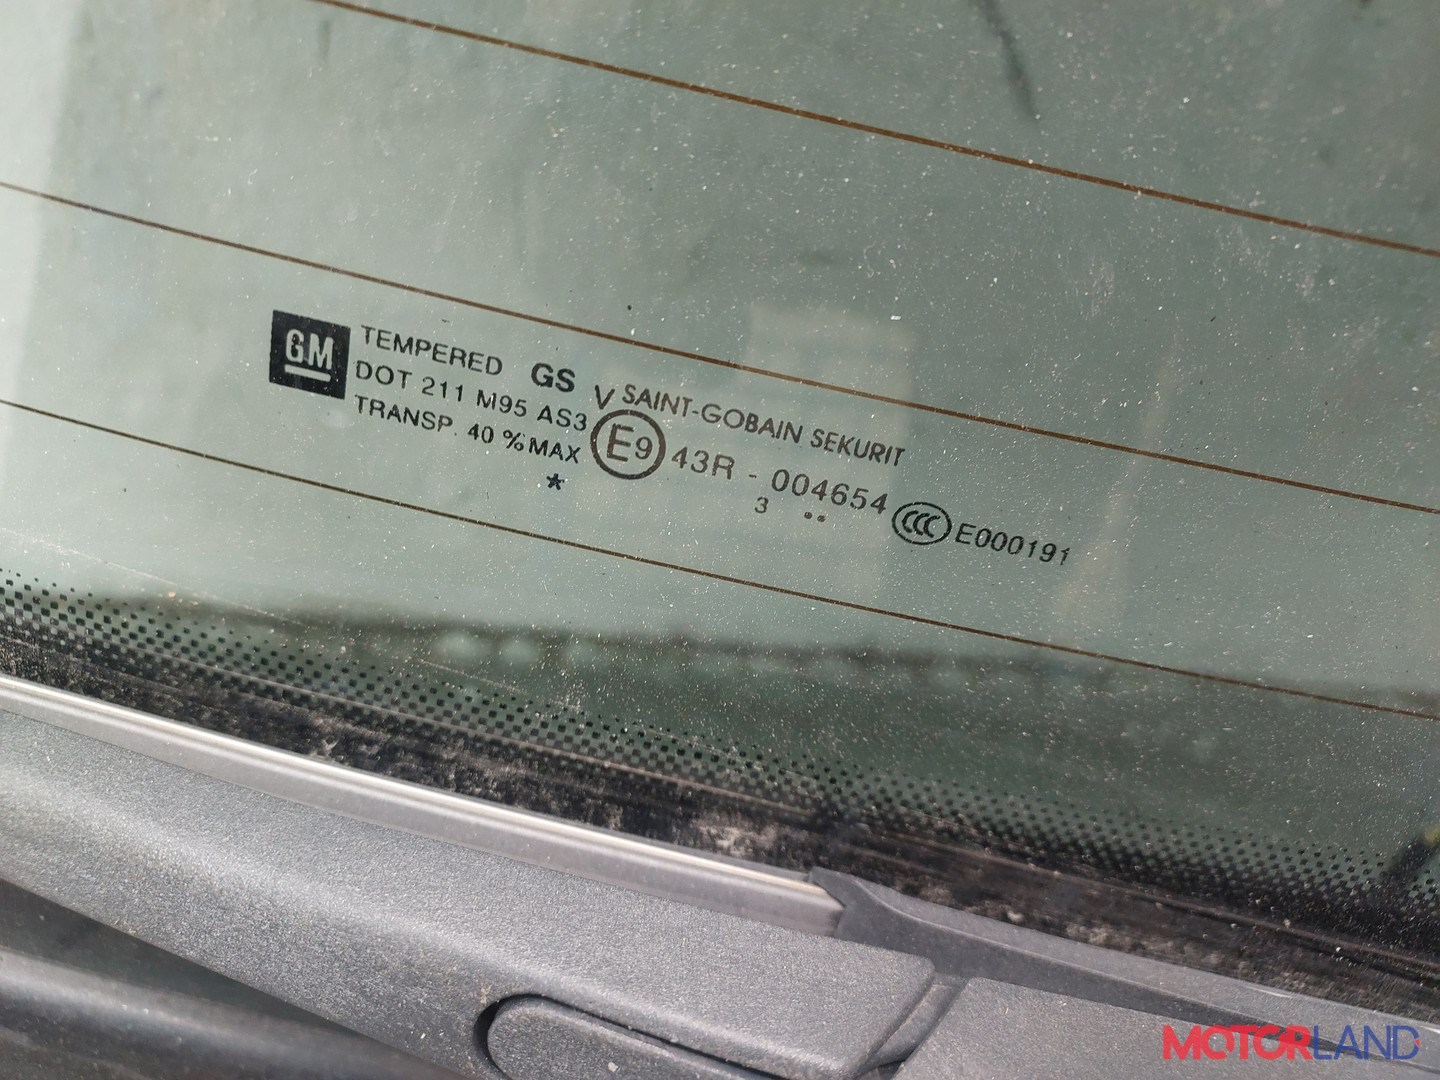 GM
TEMPERED GS
DOT 211 M95 AS3
TRANSP. 40 % MAX
*
V SAINT-GOBAIN SEKURIT
E9 43R - 004654 CCC E000191
3 ..
MOTORLAND